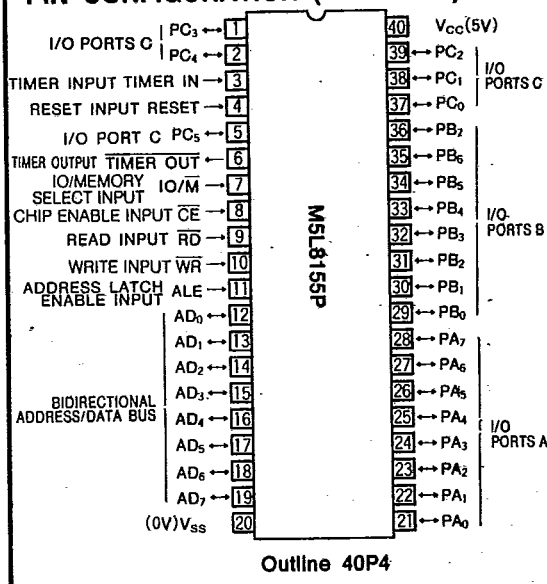 I/O PORTS C
PC3 ↔ 1
PC4 ↔ 2
TIMER INPUT TIMER IN → 3
RESET INPUT RESET → 4
I/O PORT C PC5 ↔ 5
TIMER OUTPUT TIMER OUT ← 6
IO/MEMORY
SELECT INPUT IO/M → 7
CHIP ENABLE INPUT CE → 8
READ INPUT RD → 9
WRITE INPUT WR → 10
ADDRESS LATCH
ENABLE INPUT ALE → 11
BIDIRECTIONAL
ADDRESS/DATA BUS
AD0 ↔ 12
AD1 ↔ 13
AD2 ↔ 14
AD3 ↔ 15
AD4 ↔ 16
AD5 ↔ 17
AD6 ↔ 18
AD7 ↔ 19
(0V) VSS 20
M5L8155P
40 VCC(5V)
39 ↔ PC2
38 ↔ PC1
37 ↔ PC0
I/O
PORTS C
36 ↔ PB7
35 ↔ PB6
34 ↔ PB5
33 ↔ PB4
32 ↔ PB3
31 ↔ PB2
30 ↔ PB1
29 ↔ PB0
I/O
PORTS B
28 ↔ PA7
27 ↔ PA6
26 ↔ PA5
25 ↔ PA4
24 ↔ PA3
23 ↔ PA2
22 ↔ PA1
21 ↔ PA0
I/O
PORTS A
Outline 40P4